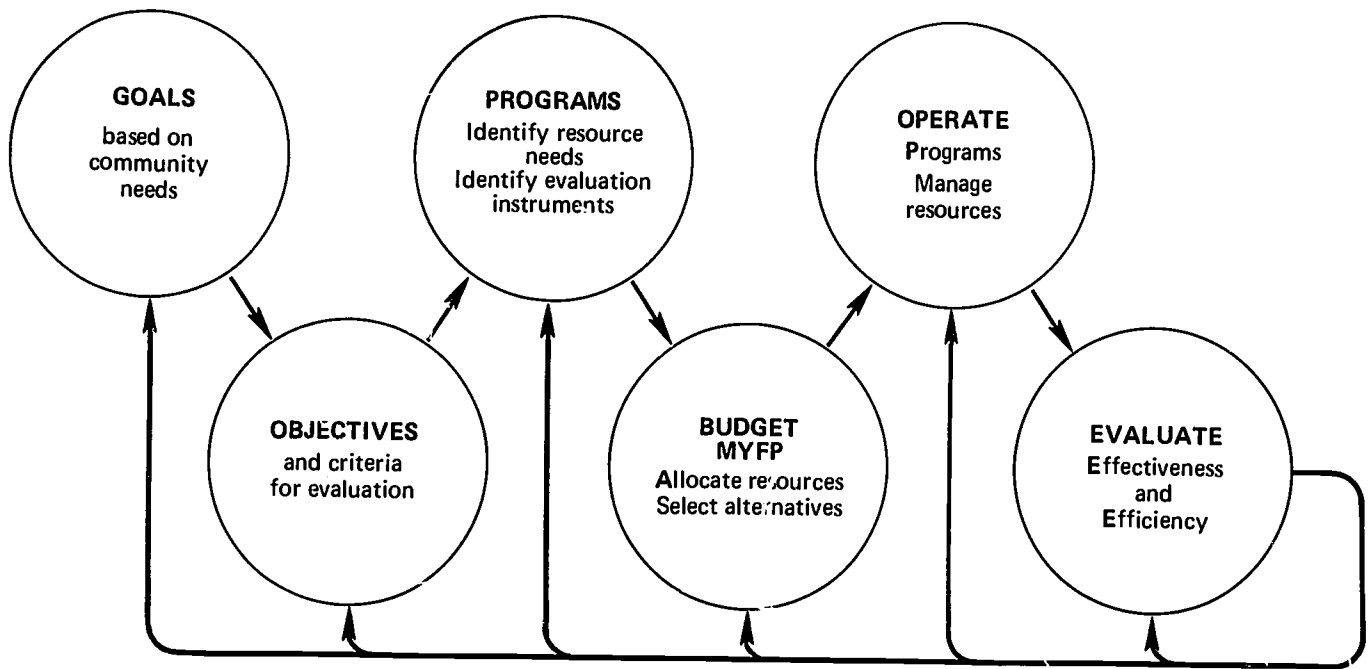 GOALS
based on
community
needs
OBJECTIVES
and criteria
for evaluation
PROGRAMS
Identify resource
needs
Identify evaluation
instruments
BUDGET
MYFP
Allocate resources
Select alternatives
OPERATE
Programs
Manage
resources
EVALUATE
Effectiveness
and
Efficiency